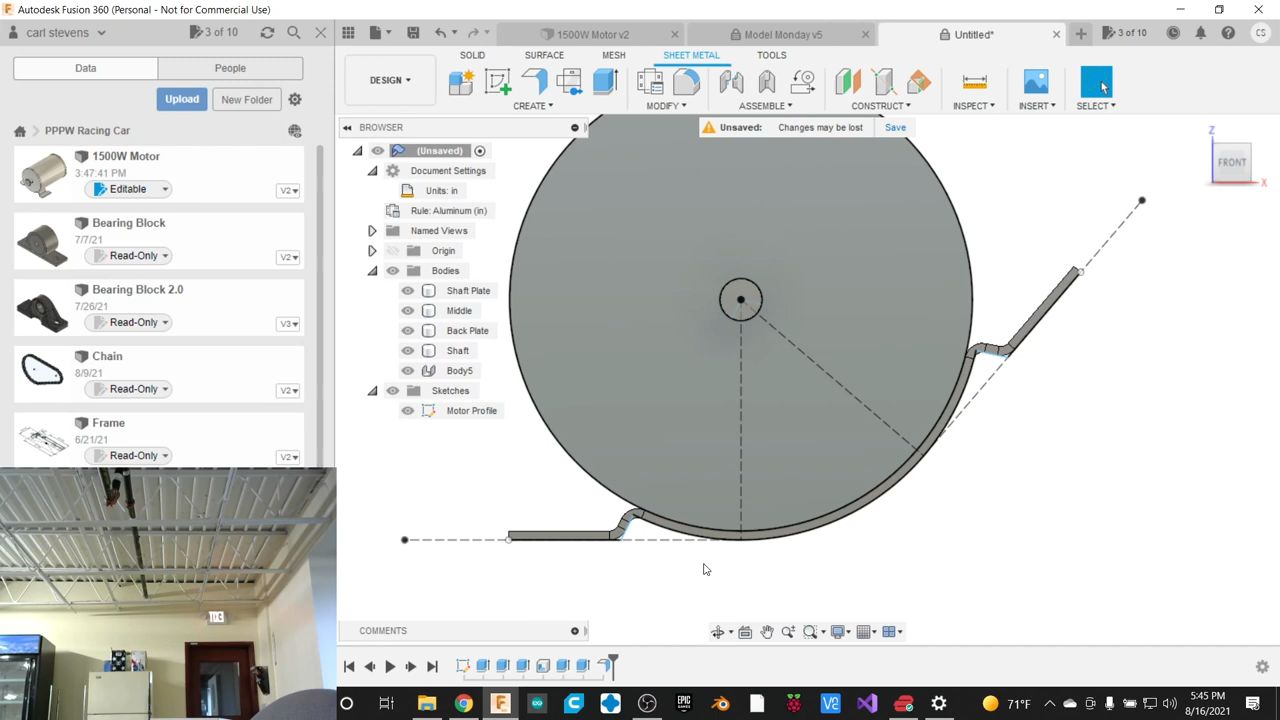 Autodesk Fusion 360 (Personal - Not for Commercial Use)
carl stevens
3 of 10
1500W Motor v2
Model Monday v5
Untitled*
3 of 10
CS
Data
People
Upload
New Folder
PPPW Racing Car
1500W Motor
3:47:41 PM
Editable
V2
Bearing Block
7/7/21
Read-Only
V2
Bearing Block 2.0
7/26/21
Read-Only
V3
Chain
8/9/21
Read-Only
V2
Frame
6/21/21
Read-Only
V2
DESIGN
SOLID
SURFACE
MESH
SHEET METAL
TOOLS
CREATE
MODIFY
ASSEMBLE
CONSTRUCT
INSPECT
INSERT
SELECT
BROWSER
Unsaved: Changes may be lost Save
(Unsaved)
Document Settings
Units: in
Rule: Aluminum (in)
Named Views
Origin
Bodies
Shaft Plate
Middle
Back Plate
Shaft
Body5
Sketches
Motor Profile
Z
FRONT
X
COMMENTS
EPIC
GAMES
71°F
5:45 PM
8/16/2021